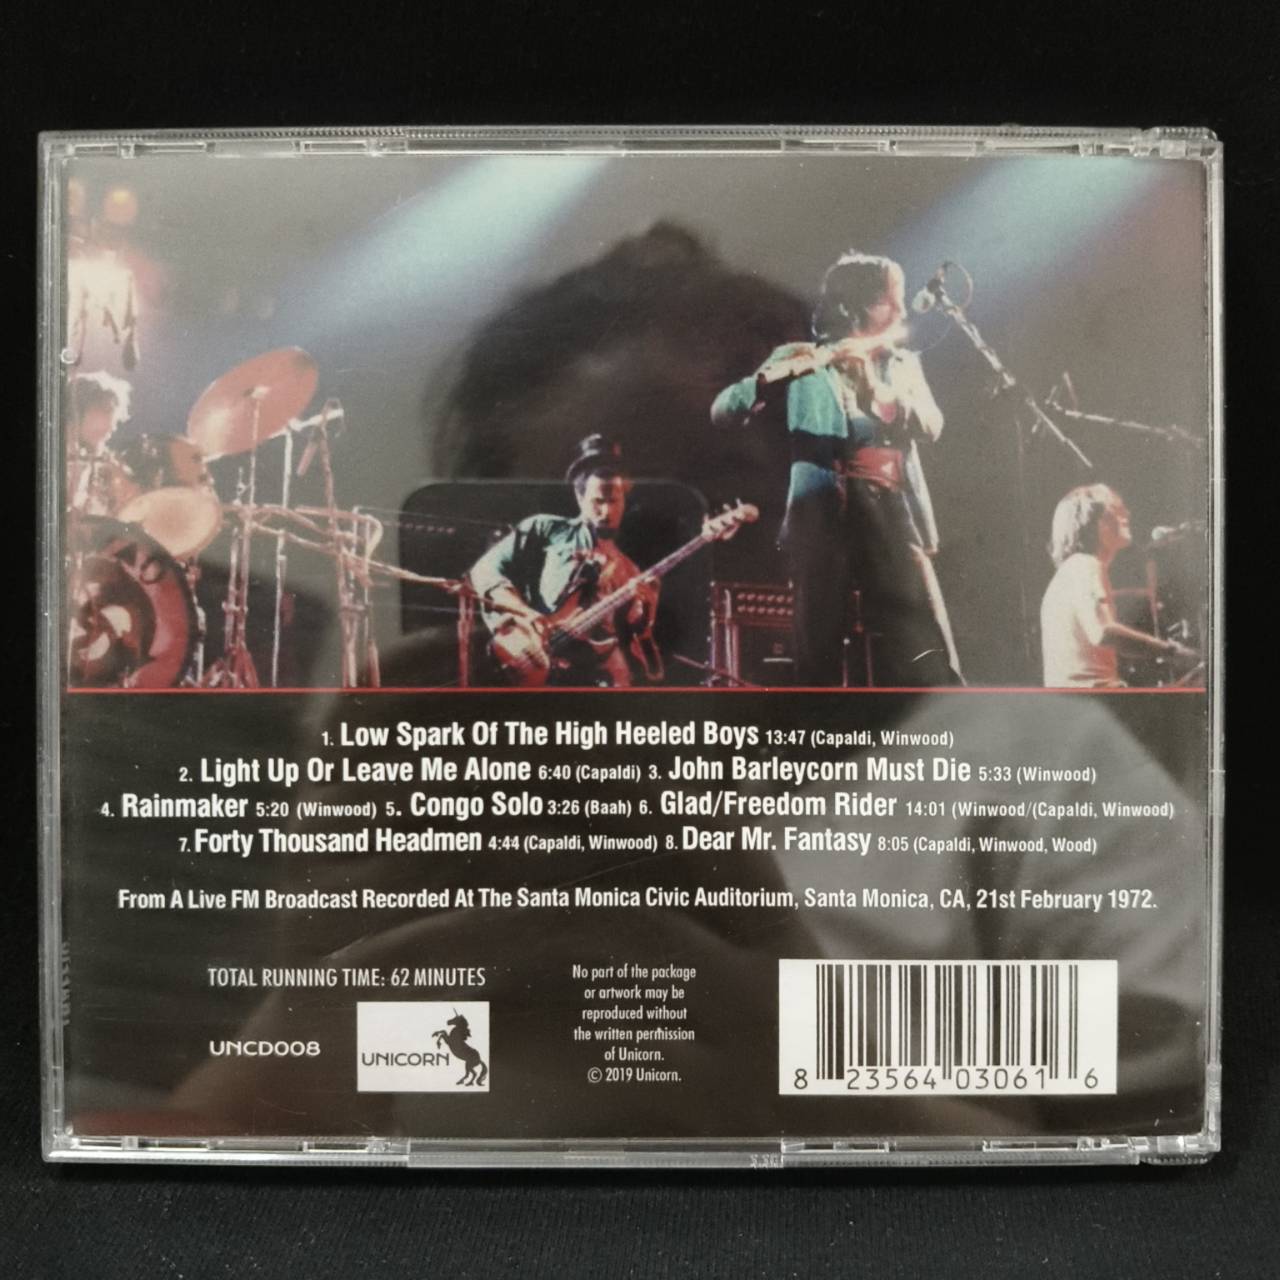 1. Low Spark Of The High Heeled Boys 13:47 (Capaldi, Winwood)
2. Light Up Or Leave Me Alone 6:40 (Capaldi) 3. John Barleycorn Must Die 5:33 (Winwood)
4. Rainmaker 5:20 (Winwood) 5. Congo Solo 3:26 (Baah) 6. Glad/Freedom Rider 14:01 (Winwood/(Capaldi, Winwood)
7. Forty Thousand Headmen 4:44 (Capaldi, Winwood) 8. Dear Mr. Fantasy 8:05 (Capaldi, Winwood, Wood)
From A Live FM Broadcast Recorded At The Santa Monica Civic Auditorium, Santa Monica, CA, 21st February 1972.
TOTAL RUNNING TIME: 62 MINUTES
UNCD008
UNICORN
No part of the package
or artwork may be
reproduced without
the written permission
of Unicorn.
© 2019 Unicorn.
8 23564 03061 6